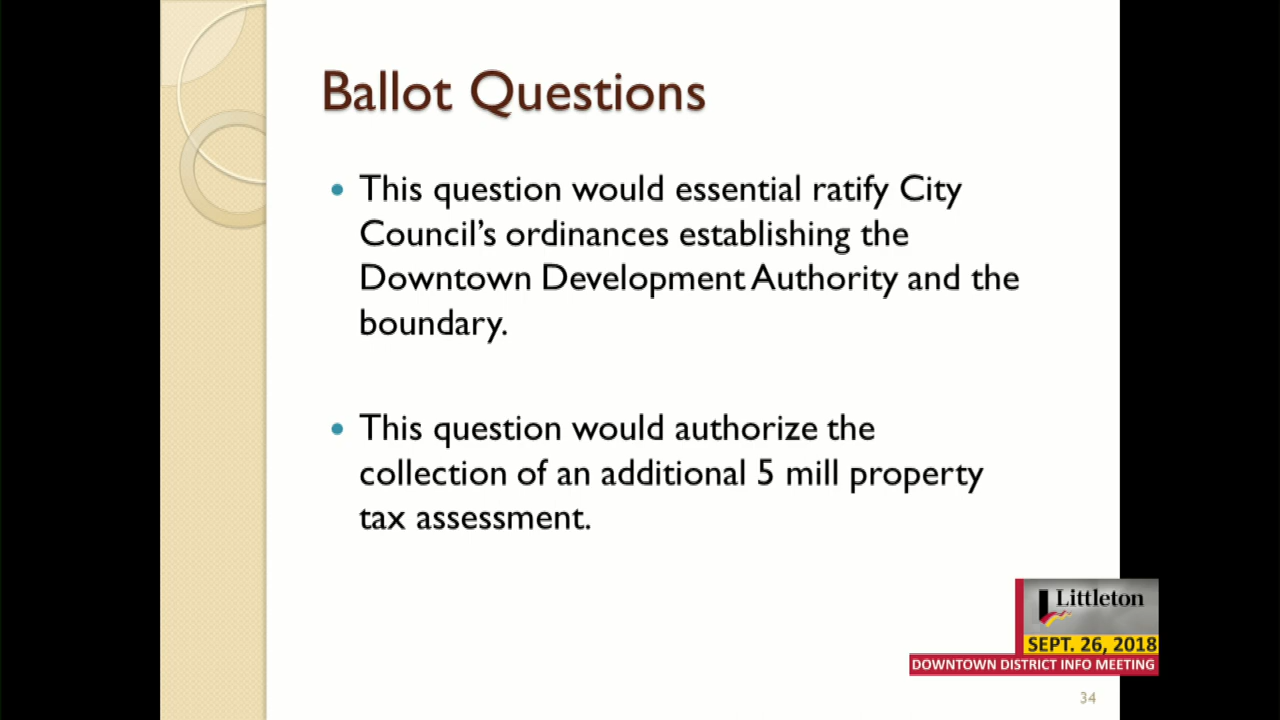 Ballot Questions
• This question would essential ratify City
Council’s ordinances establishing the
Downtown Development Authority and the
boundary.
• This question would authorize the
collection of an additional 5 mill property
tax assessment.
Littleton
SEPT. 26, 2018
DOWNTOWN DISTRICT INFO MEETING
34